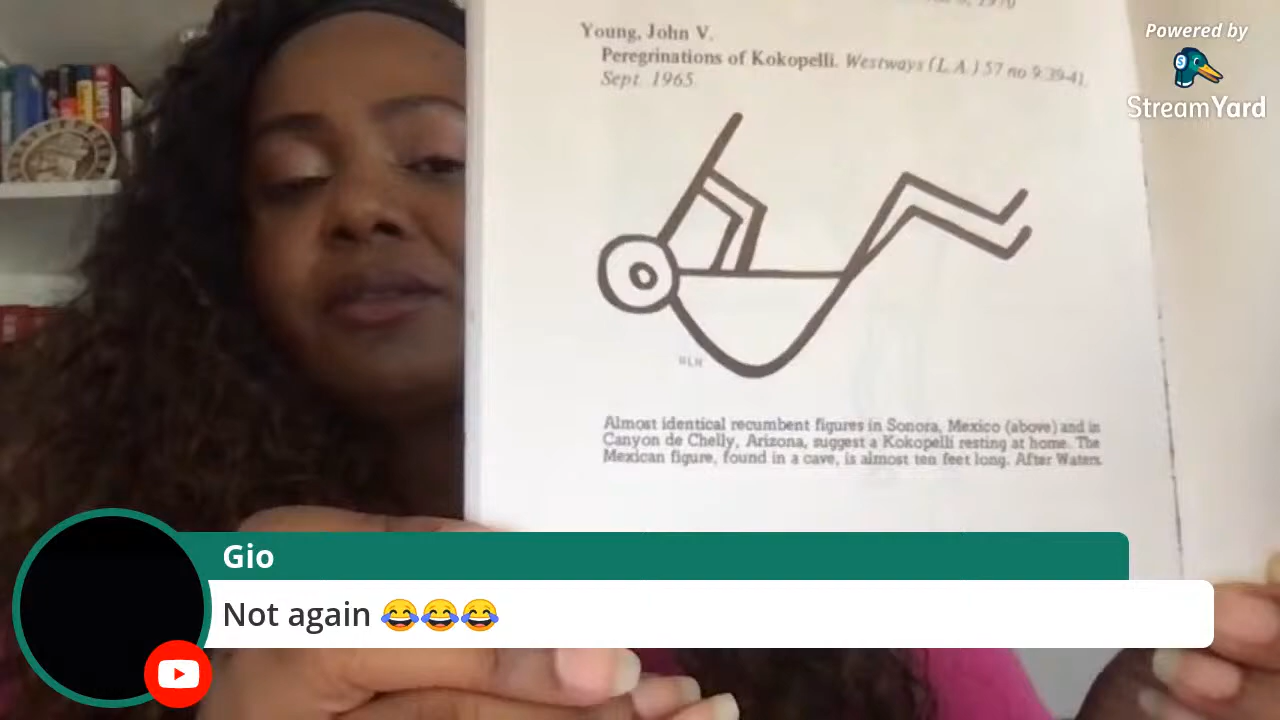 Powered by
StreamYard
Young, John V.
Peregrinations of Kokopelli. Westways (L.A.) 57 no 9:39-41,
Sept. 1965.
HLH
Almost identical recumbent figures in Sonora, Mexico (above) and in
Canyon de Chelly, Arizona, suggest a Kokopelli resting at home. The
Mexican figure, found in a cave, is almost ten feet long. After Waters.
Gio
Not again 😂😂😂